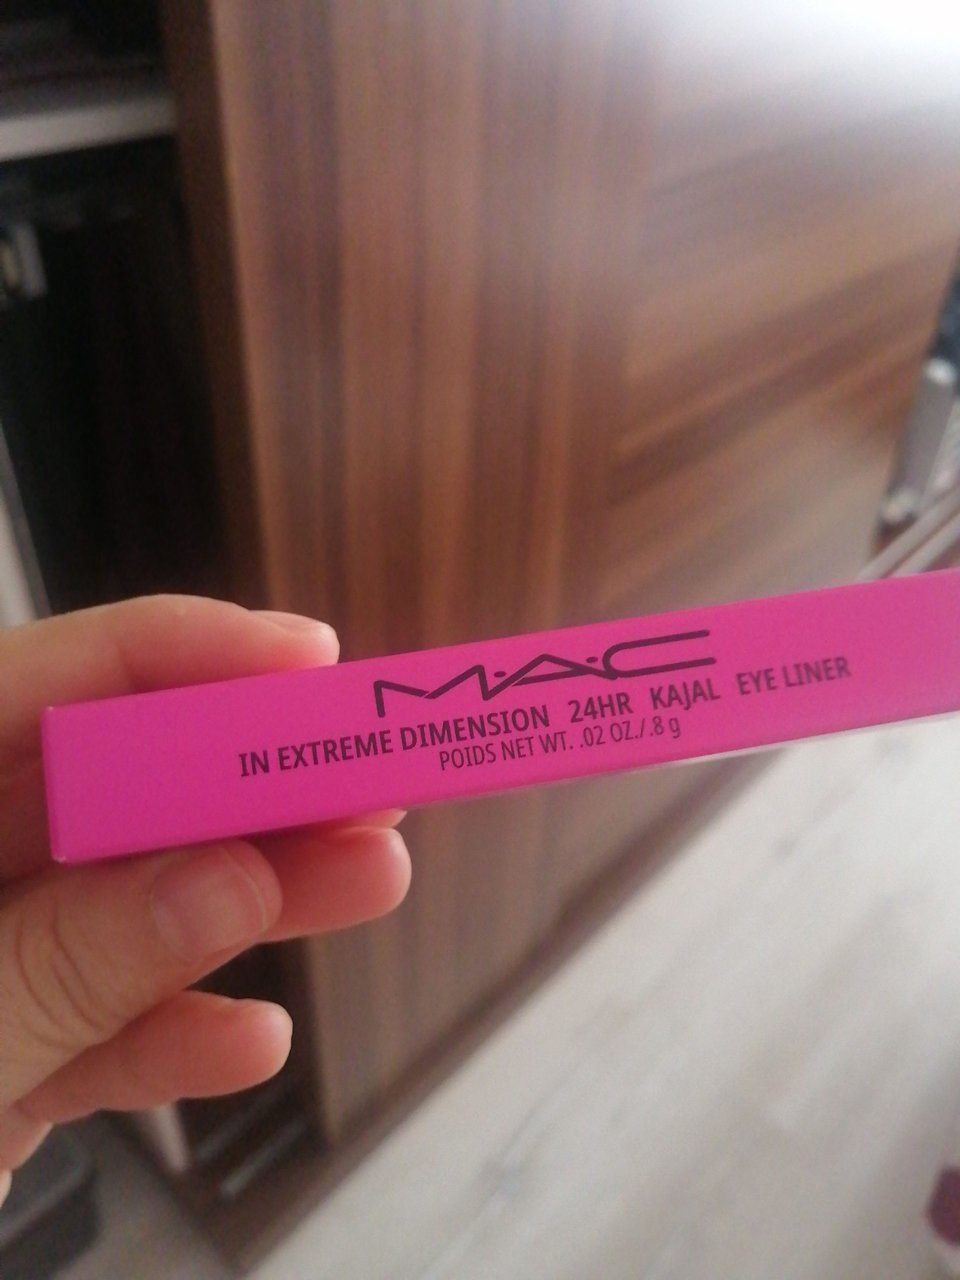 M·A·C
IN EXTREME DIMENSION 24HR KAJAL EYE LINER
POIDS NET WT. .02 OZ./.8 g